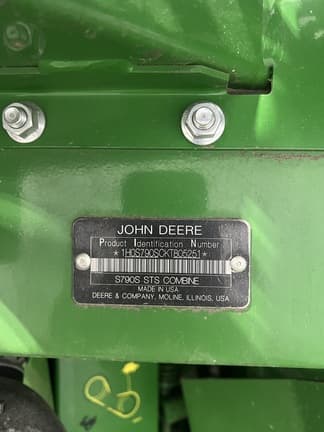 JOHN DEERE
Product Identification Number
*1H0S790SCKTB05251*
S790S STS COMBINE
MADE IN USA
DEERE & COMPANY, MOLINE, ILLINOIS, USA